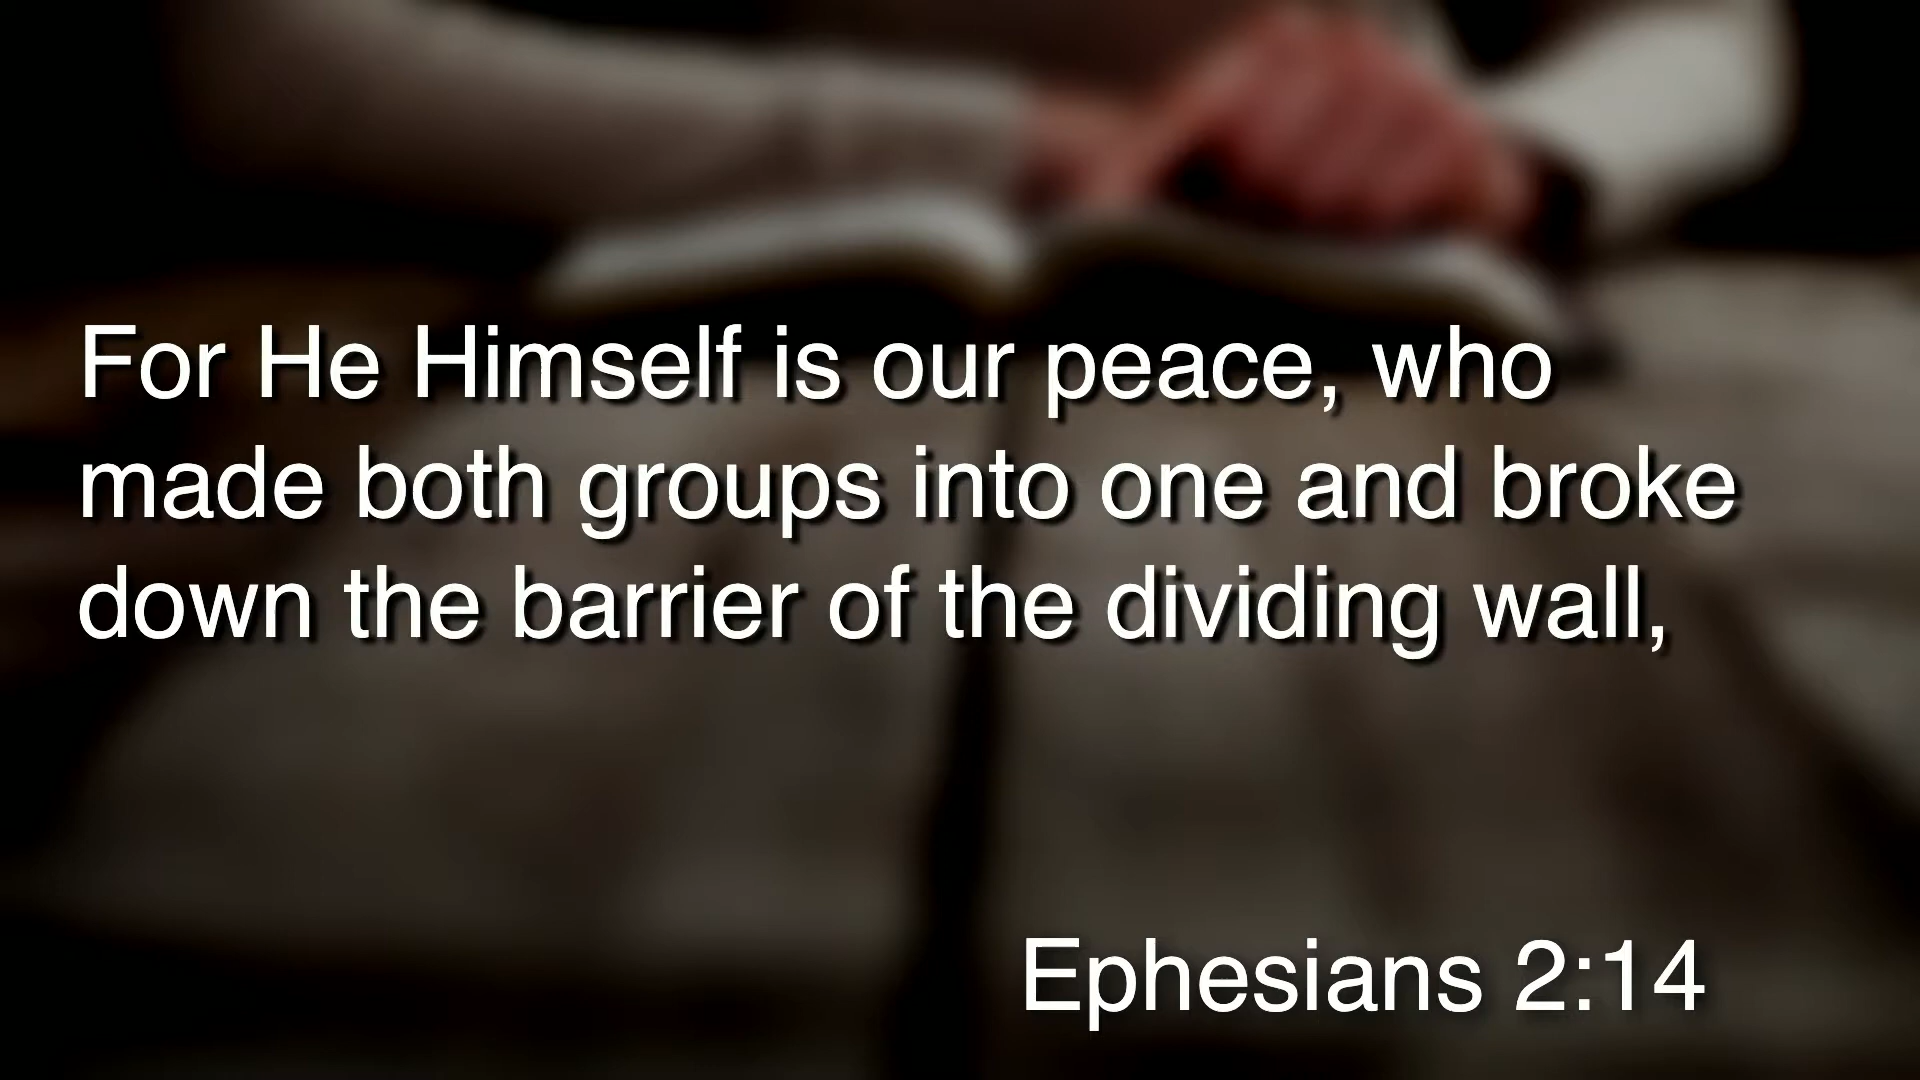 For He Himself is our peace, who
made both groups into one and broke
down the barrier of the dividing wall,
Ephesians 2:14